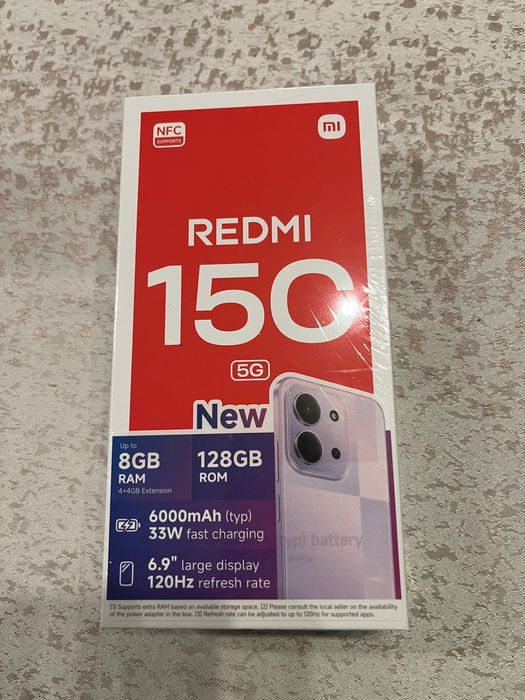 NFC
SUPPORTS
mi
REDMI
15C
5G
New
Up to
8GB
RAM
4+4GB Extension
128GB
ROM
6000mAh (typ)
33W fast charging
6.9" large display
120Hz refresh rate
typ) battery
display
[1] Supports extra RAM based on available storage space. [2] Please consult the local seller on the availability
of the power adapter in the box. [3] Refresh rate can be adjusted to up to 120Hz for supported apps.